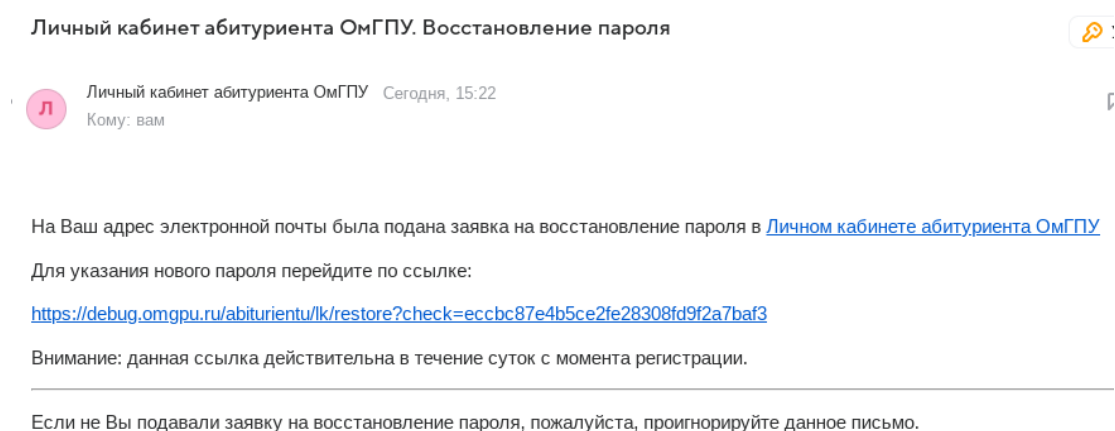 Личный кабинет абитуриента ОмГПУ. Восстановление пароля
Л
Личный кабинет абитуриента ОмГПУ Сегодня, 15:22
Кому: вам
На Ваш адрес электронной почты была подана заявка на восстановление пароля в Личном кабинете абитуриента ОмГПУ
Для указания нового пароля перейдите по ссылке:
https://debug.omgpu.ru/abiturientu/lk/restore?check=eccbc87e4b5ce2fe28308fd9f2a7baf3
Внимание: данная ссылка действительна в течение суток с момента регистрации.
Если не Вы подавали заявку на восстановление пароля, пожалуйста, проигнорируйте данное письмо.